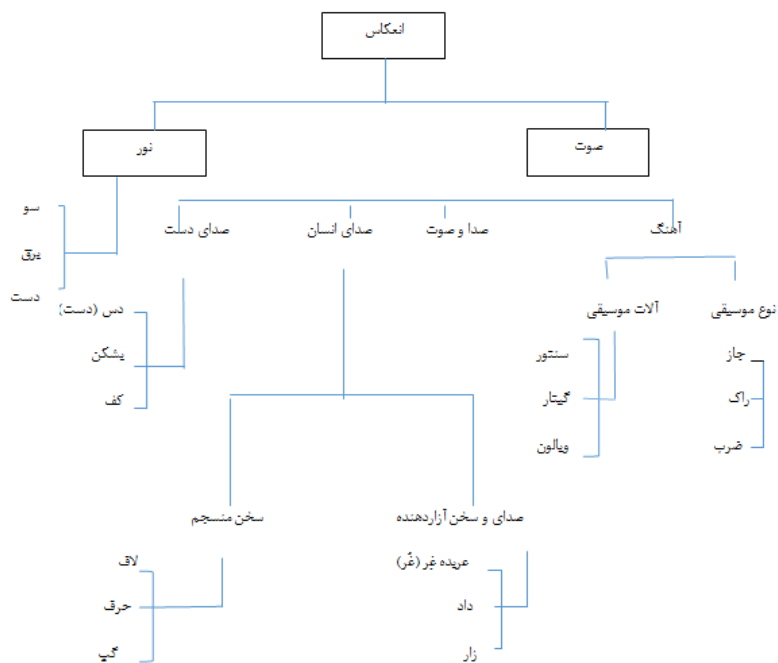 انعکاس
صوت
نور
آهنگ
صدا و صوت
صدای انسان
صدای دست
سو
برق
دست
نوع موسیقی
آلات موسیقی
جاز
راک
ضرب
سنتور
گیتار
ویالون
دس (دست)
بشکن
کف
صدای و سخن آزاردهنده
سخن منسجم
عربده غر (غُر)
داد
زار
لاف
حرف
گپ